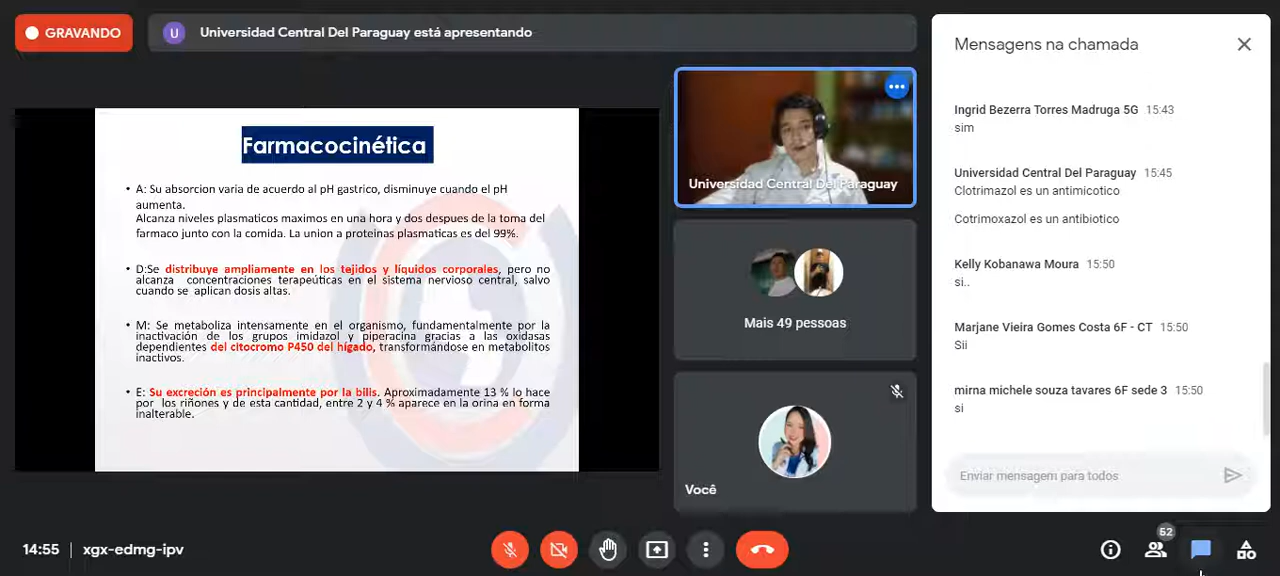 GRAVANDO
U
Universidad Central Del Paraguay está apresentando
Farmacocinética
• A: Su absorcion varia de acuerdo al pH gastrico, disminuye cuando el pH
aumenta.
Alcanza niveles plasmaticos maximos en una hora y dos despues de la toma del
farmaco junto con la comida. La union a proteinas plasmaticas es del 99%.
• D:Se distribuye ampliamente en los tejidos y líquidos corporales, pero no
alcanza concentraciones terapeúticas en el sistema nervioso central, salvo
cuando se aplican dosis altas.
• M: Se metaboliza intensamente en el organismo, fundamentalmente por la
inactivación de los grupos imidazol y piperacina gracias a las oxidasas
dependientes del citocromo P450 del hígado, transformándose en metabolitos
inactivos.
• E: Su excreción es principalmente por la bilis. Aproximadamente 13 % lo hace
por los riñones y de esta cantidad, entre 2 y 4 % aparece en la orina en forma
inalterable.
Universidad Central Del Paraguay
Mais 49 pessoas
Você
Mensagens na chamada
Ingrid Bezerra Torres Madruga 5G 15:43
sim
Universidad Central Del Paraguay 15:45
Clotrimazol es un antimicotico
Cotrimoxazol es un antibiotico
Kelly Kobanawa Moura 15:50
si..
Marjane Vieira Gomes Costa 6F - CT 15:50
Sii
mirna michele souza tavares 6F sede 3 15:50
si
Enviar mensagem para todos
14:55 | xgx-edmg-ipv
62